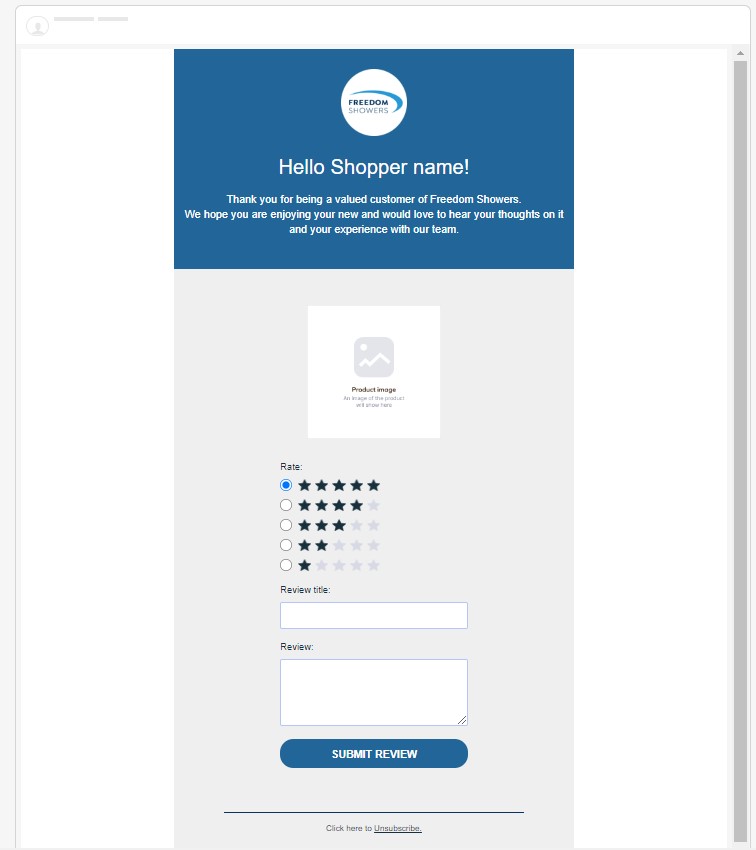 FREEDOM
SHOWERS
Hello Shopper name!
Thank you for being a valued customer of Freedom Showers.
We hope you are enjoying your new and would love to hear your thoughts on it
and your experience with our team.
Product image
An image of the product
will show here
Rate:
Review title:
Review:
SUBMIT REVIEW
Click here to Unsubscribe.